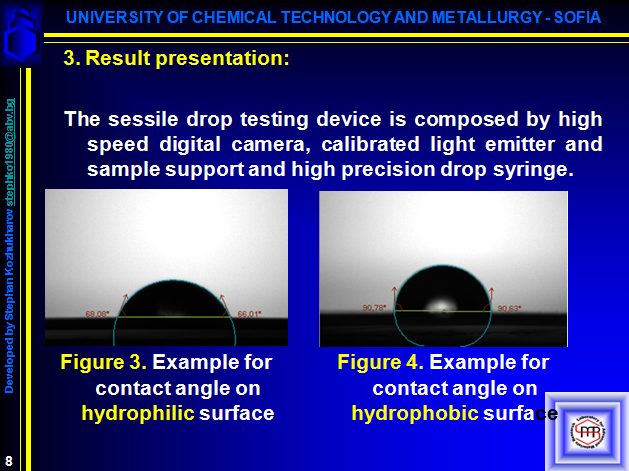 UNIVERSITY OF CHEMICAL TECHNOLOGY AND METALLURGY - SOFIA
3. Result presentation:
The sessile drop testing device is composed by high
speed digital camera, calibrated light emitter and
sample support and high precision drop syringe.
68,08°
66,01°
90,78°
90,63°
Figure 3. Example for
contact angle on
hydrophilic surface
Figure 4. Example for
contact angle on
hydrophobic surface
Developed by Stephan Kozhukharov stephko1980@abv.bg
8